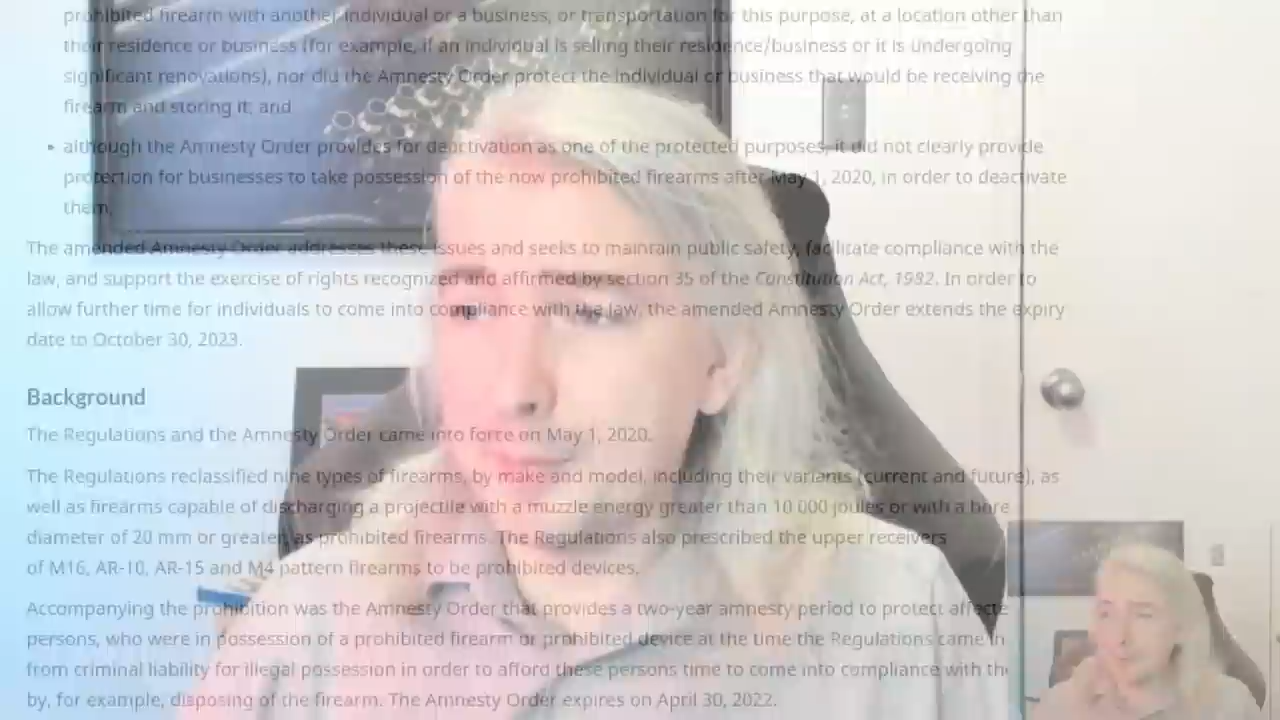 prohibited firearm with another individual or a business, or transportation for this purpose, at a location other than
their residence or business (for example, if an individual is selling their residence/business or it is undergoing
significant renovations), nor did the Amnesty Order protect the individual or business that would be receiving the
firearm and storing it; and
• although the Amnesty Order provides for deactivation as one of the protected purposes, it did not clearly provide
protection for businesses to take possession of the now prohibited firearms after May 1, 2020, in order to deactivate
them.
The amended Amnesty Order addresses these issues and seeks to maintain public safety, facilitate compliance with the
law, and support the exercise of rights recognized and affirmed by section 35 of the Constitution Act, 1982. In order to
allow further time for individuals to come into compliance with the law, the amended Amnesty Order extends the expiry
date to October 30, 2023.
Background
The Regulations and the Amnesty Order came into force on May 1, 2020.
The Regulations reclassified nine types of firearms, by make and model, including their variants (current and future), as
well as firearms capable of discharging a projectile with a muzzle energy greater than 10 000 joules or with a bore
diameter of 20 mm or greater, as prohibited firearms. The Regulations also prescribed the upper receivers
of M16, AR-10, AR-15 and M4 pattern firearms to be prohibited devices.
Accompanying the prohibition was the Amnesty Order that provides a two-year amnesty period to protect affecte
persons, who were in possession of a prohibited firearm or prohibited device at the time the Regulations came in
from criminal liability for illegal possession in order to afford these persons time to come into compliance with the
by, for example, disposing of the firearm. The Amnesty Order expires on April 30, 2022.